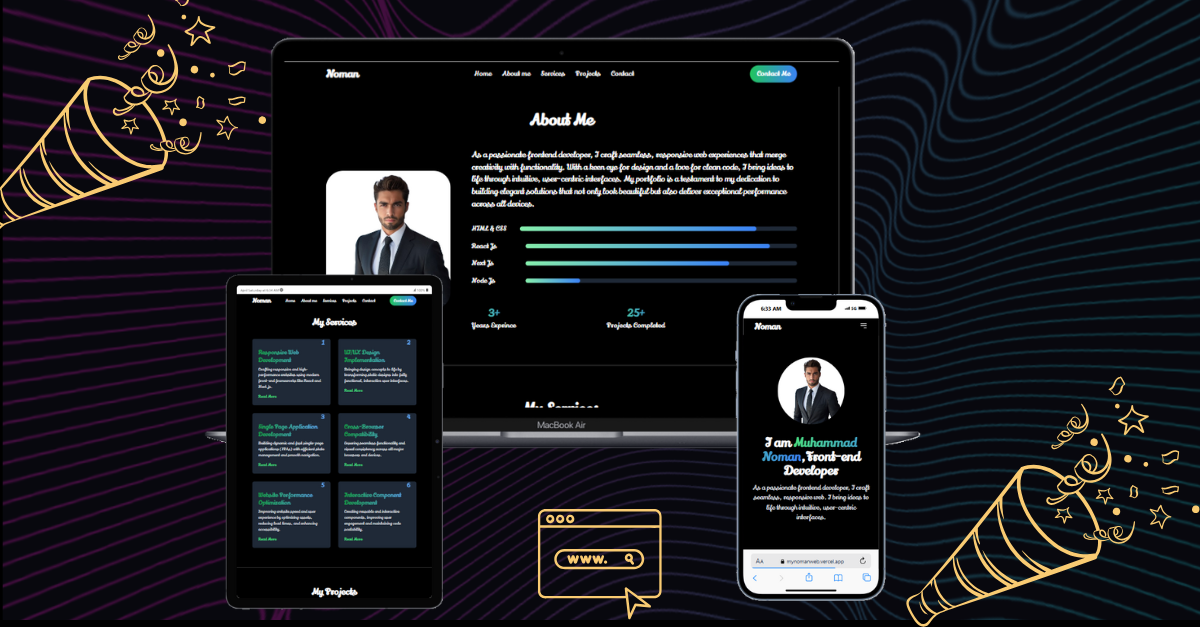 Noman
Home About me Services Projects Contact
Contact Me
About Me
As a passionate frontend developer, I craft seamless, responsive web experiences that merge
creativity with functionality. With a keen eye for design and a love for clean code, I bring ideas to
life through intuitive, user-centric interfaces. My portfolio is a testament to my dedication to
building elegant solutions that not only look beautiful but also deliver exceptional performance
across all devices.
HTML & CSS
React Js
Next Js
Node Js
3+
Years Exprince
25+
Projects Completed
My Services
MacBook Air
Noman
Home About me Services Projects Contact
Contact Me
My Services
1
Responsive Web
Development
Crafting responsive and high-
performance websites using modern
front-end frameworks like React and
Next.js.
Read More
2
UI/UX Design
Implementation
Bringing design concepts to life by
transforming static designs into fully
functional, interactive user interfaces.
Read More
3
Single Page Application
Development
Building dynamic and fast single-page
applications (SPAs) with efficient state
management and smooth navigation.
Read More
4
Cross-Browser
Compatibility
Ensuring seamless functionality and
visual consistency across all major
browsers and devices.
Read More
5
Website Performance
Optimization
Improving website speed and user
experience by optimizing assets,
reducing load times, and enhancing
accessibility.
Read More
6
Interactive Component
Development
Creating reusable and interactive
components, improving user
engagement and maintaining code
scalability.
Read More
My Projects
6:33 AM
5G
Noman
I am Muhammad
Noman, Front-end
Developer
As a passionate frontend developer, I craft
seamless, responsive web. I bring ideas to
life through intuitive, user-centric
interfaces.
AA mynomanweb.vercel.app
WWW.